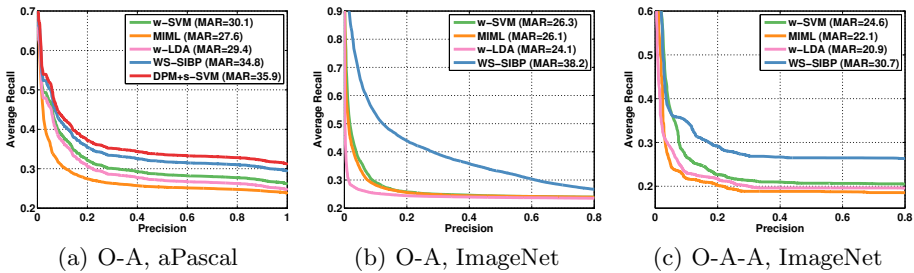 0.7
0.6
0.5
0.4
0.3
0.2
Average Recall
0 0.2 0.4 0.6 0.8 1
Precision
w-SVM (MAR=30.1)
MIML (MAR=27.6)
w-LDA (MAR=29.4)
WS-SIBP (MAR=34.8)
DPM+s-SVM (MAR=35.9)
(a) O-A, aPascal
0.9
0.8
0.7
0.6
0.5
0.4
0.3
0.2
Average Recall
0 0.2 0.4 0.6 0.8
Precision
w-SVM (MAR=26.3)
MIML (MAR=26.1)
w-LDA (MAR=24.1)
WS-SIBP (MAR=38.2)
(b) O-A, ImageNet
0.6
0.5
0.4
0.3
0.2
Average Recall
0 0.2 0.4 0.6 0.8
Precision
w-SVM (MAR=24.6)
MIML (MAR=22.1)
w-LDA (MAR=20.9)
WS-SIBP (MAR=30.7)
(c) O-A-A, ImageNet